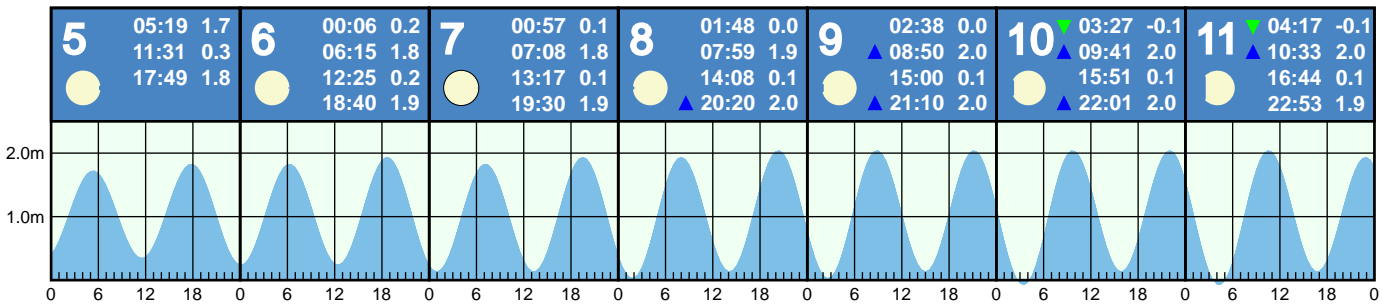 5
05:19 1.7
11:31 0.3
17:49 1.8
6
00:06 0.2
06:15 1.8
12:25 0.2
18:40 1.9
7
00:57 0.1
07:08 1.8
13:17 0.1
19:30 1.9
8
01:48 0.0
07:59 1.9
14:08 0.1
▲ 20:20 2.0
9
02:38 0.0
▲ 08:50 2.0
15:00 0.1
▲ 21:10 2.0
10
▼ 03:27 -0.1
▲ 09:41 2.0
15:51 0.1
▲ 22:01 2.0
11
▼ 04:17 -0.1
▲ 10:33 2.0
16:44 0.1
22:53 1.9
2.0m
1.0m
0 6 12 18 0 6 12 18 0 6 12 18 0 6 12 18 0 6 12 18 0 6 12 18 0 6 12 18 0